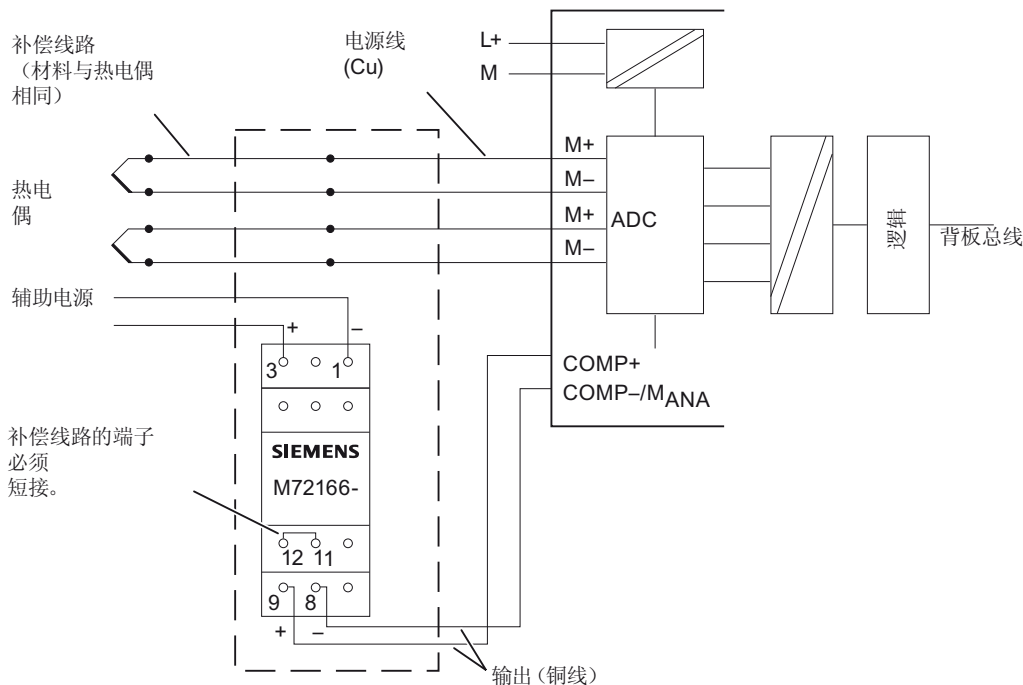 补偿线路
（材料与热电偶
相同）
电源线
(Cu)
L+
M
M+
M–
M+
M–
ADC
逻辑
背板总线
热电
偶
辅助电源
+
–
3
1
COMP+
COMP–/MANA
补偿线路的端子
必须
短接。
SIEMENS
M72166-
12 11
9 8
+ –
输出（铜线）